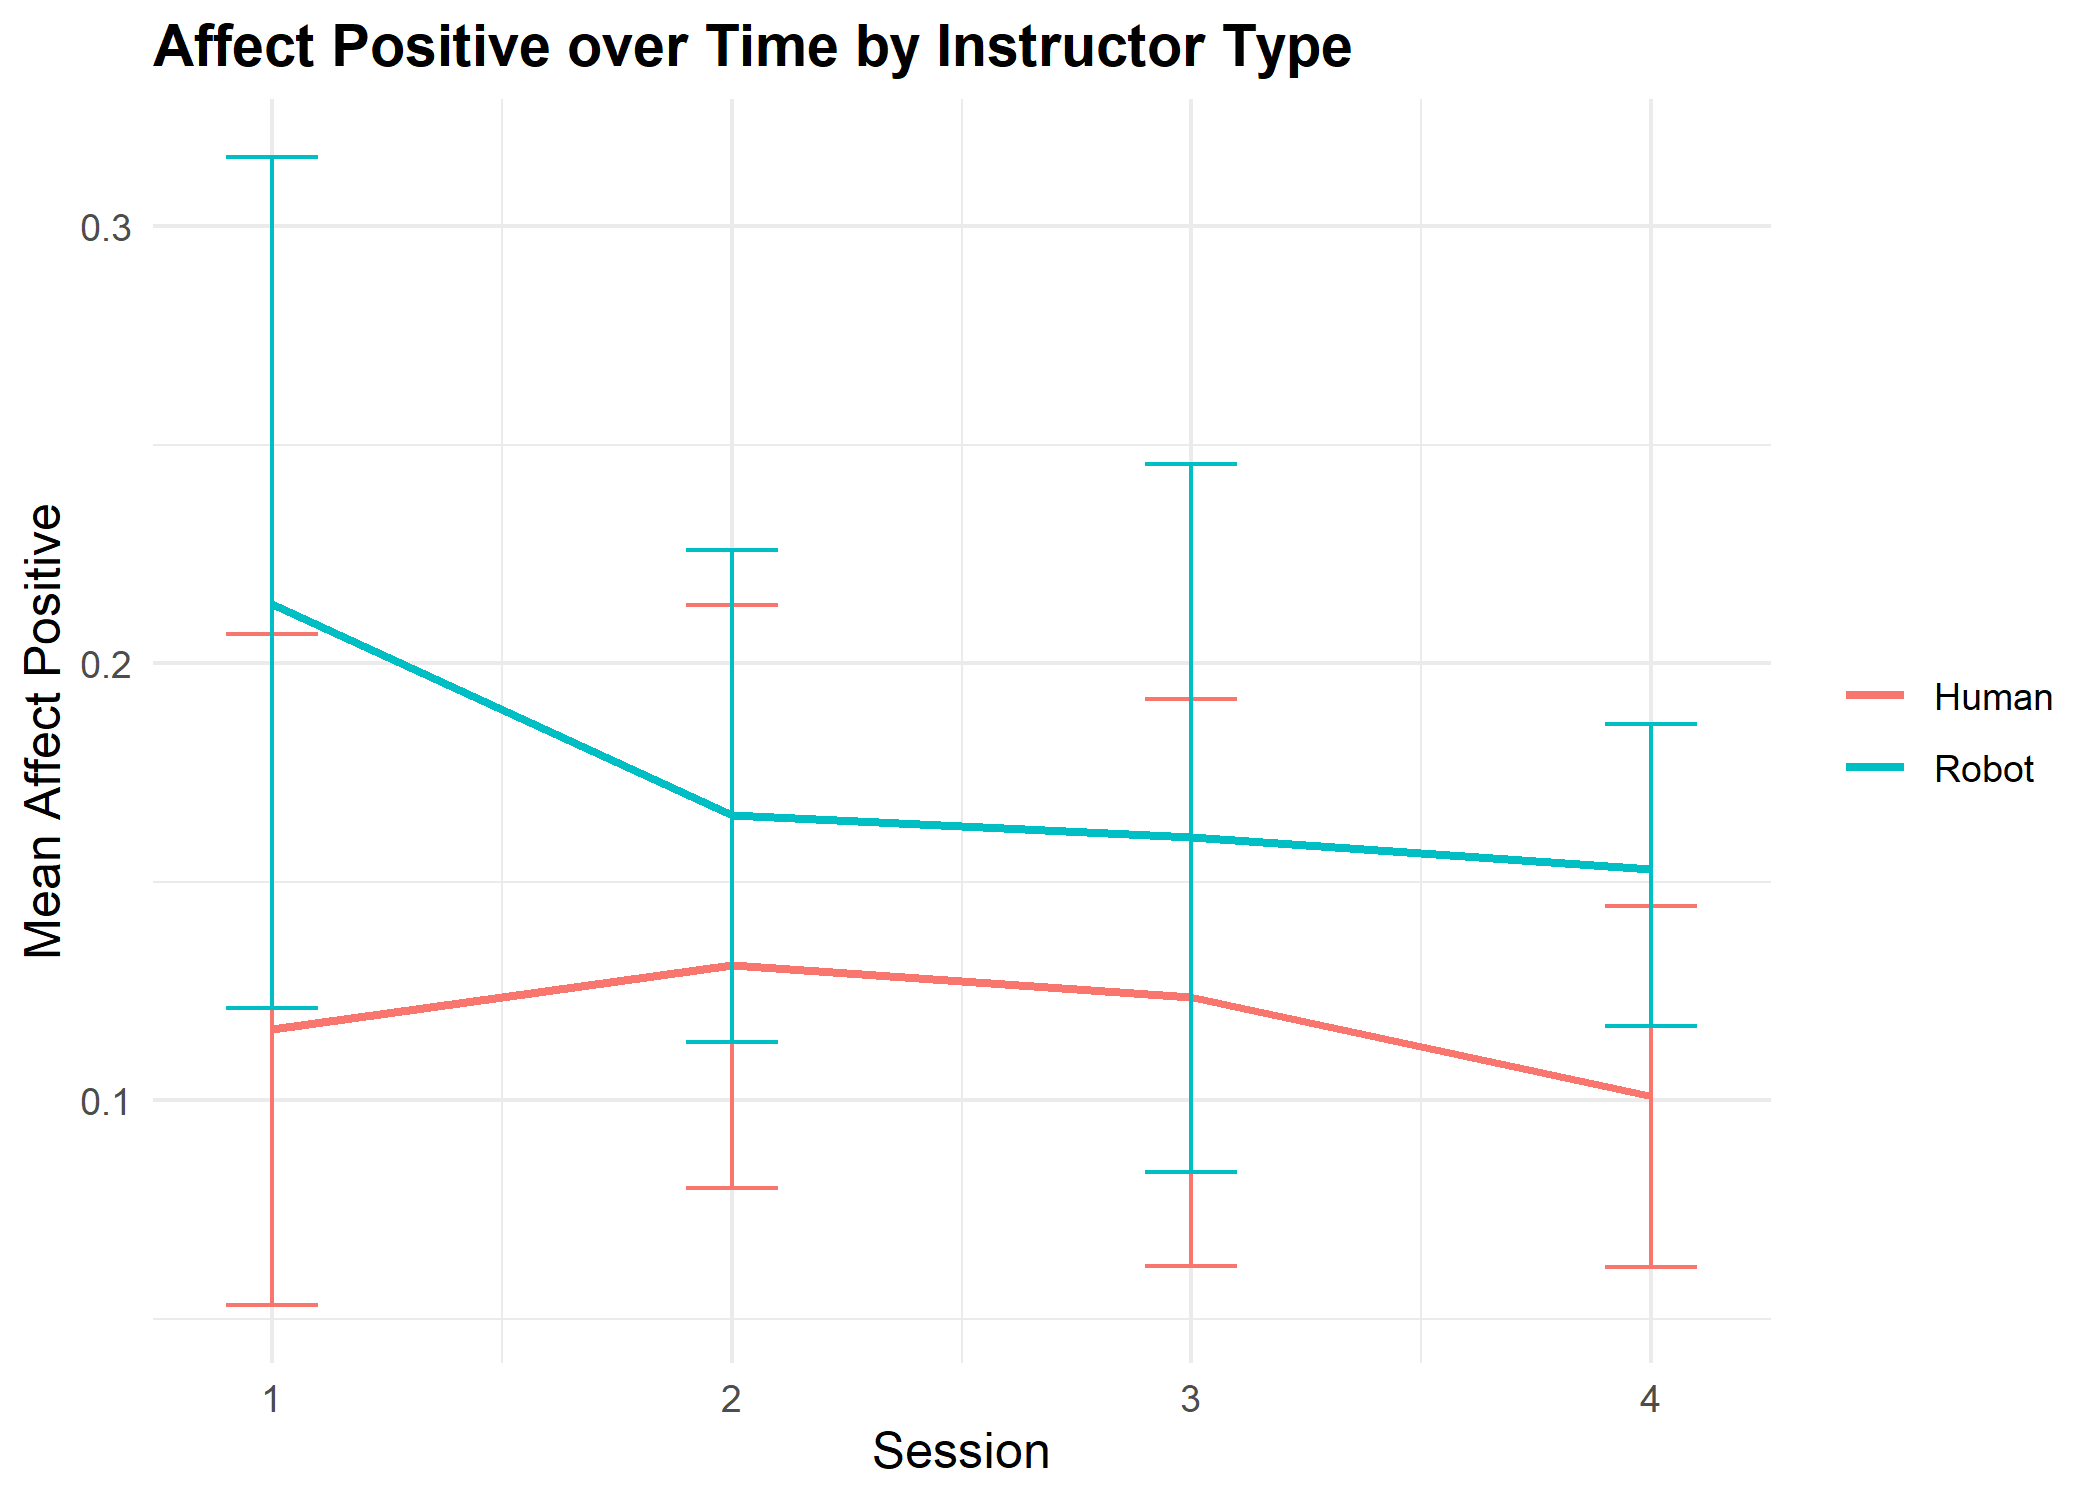 Affect Positive over Time by Instructor Type
Mean Affect Positive
0.3
0.2
0.1
1
2
3
4
Session
Human
Robot